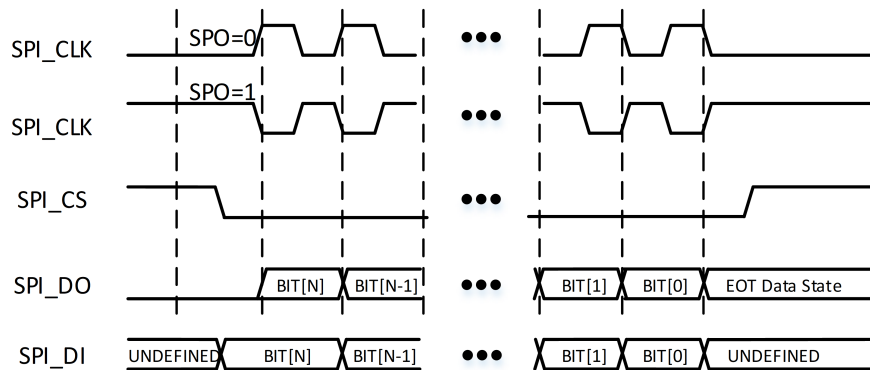 SPI_CLK SPO=0
SPO=1
SPI_CLK
SPI_CS
SPI_DO BIT[N] BIT[N-1] BIT[1] BIT[0] EOT Data State
SPI_DI UNDEFINED BIT[N] BIT[N-1] BIT[1] BIT[0] UNDEFINED